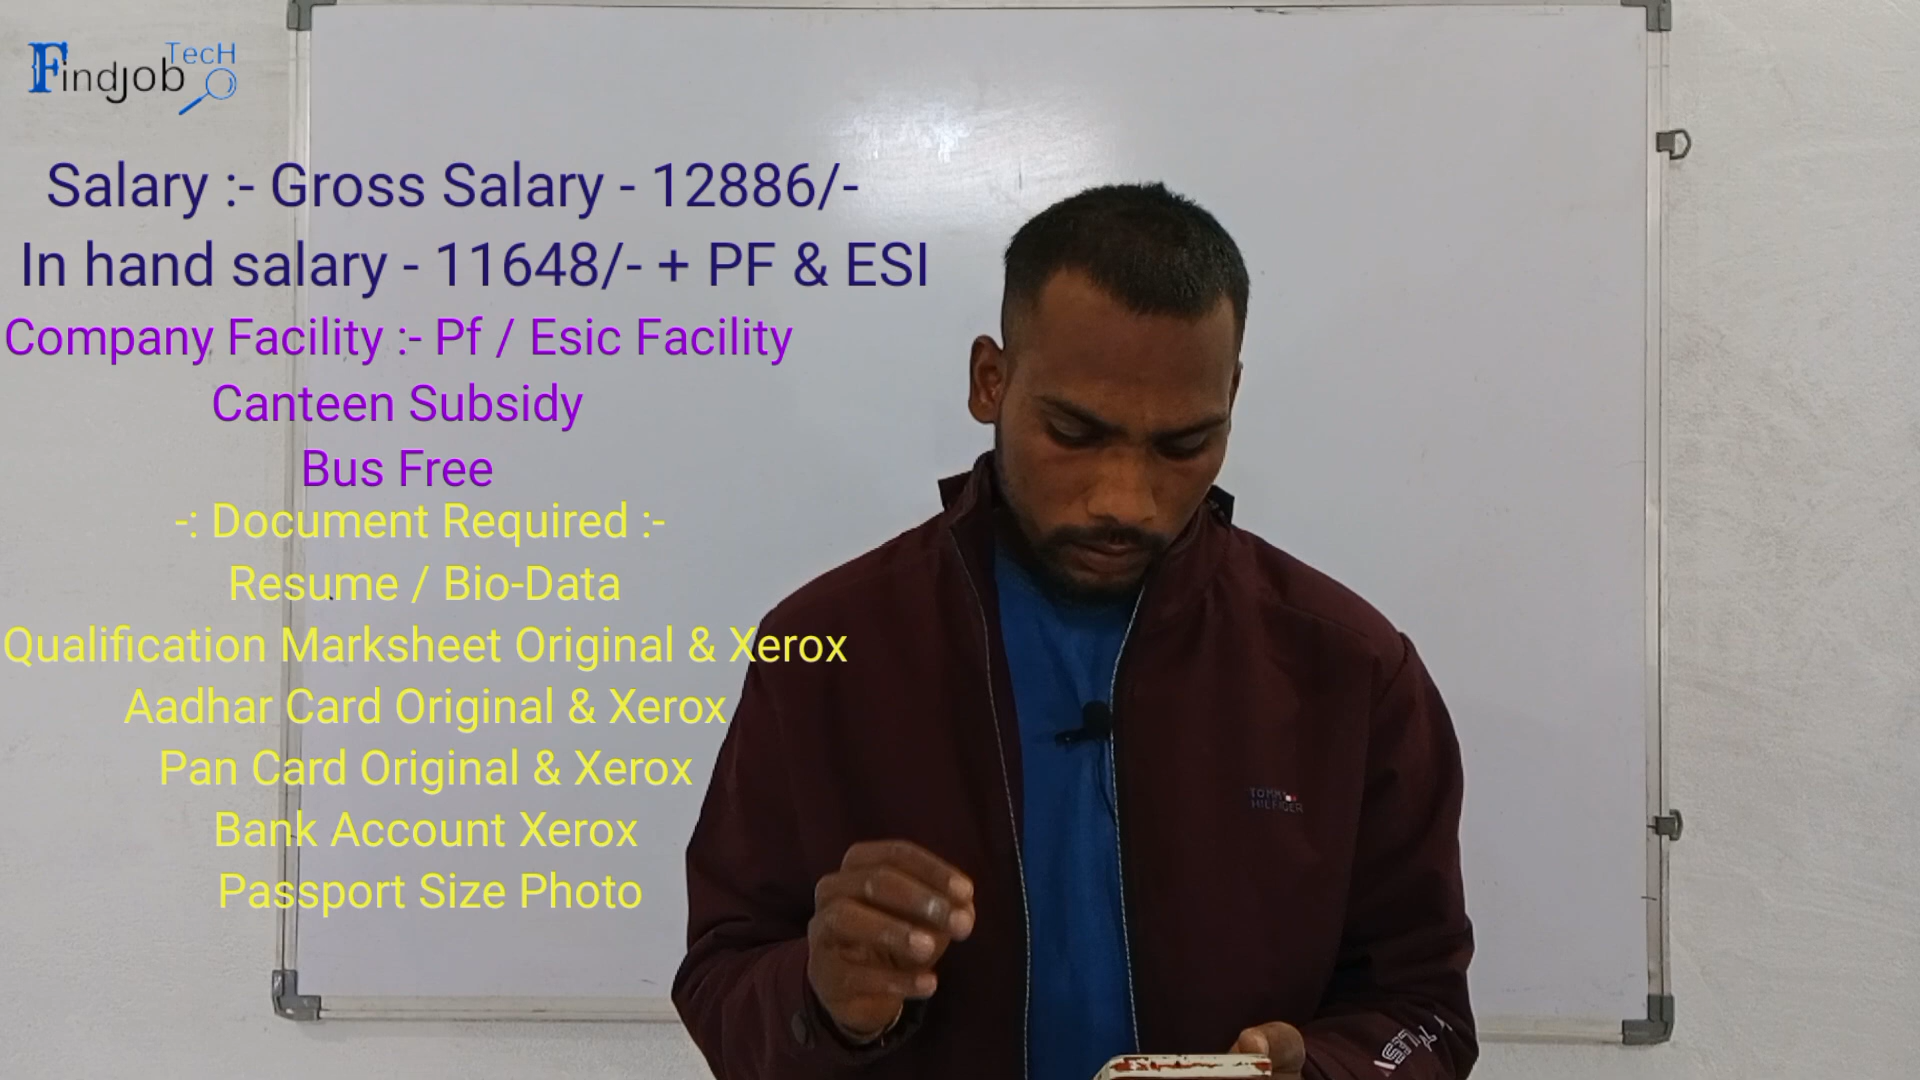 FindJob TecH
Salary :- Gross Salary - 12886/-
In hand salary - 11648/- + PF & ESI
Company Facility :- Pf / Esic Facility
Canteen Subsidy
Bus Free
-: Document Required :-
Resume / Bio-Data
Qualification Marksheet Original & Xerox
Aadhar Card Original & Xerox
Pan Card Original & Xerox
Bank Account Xerox
Passport Size Photo
TOMMY
HILFIGER